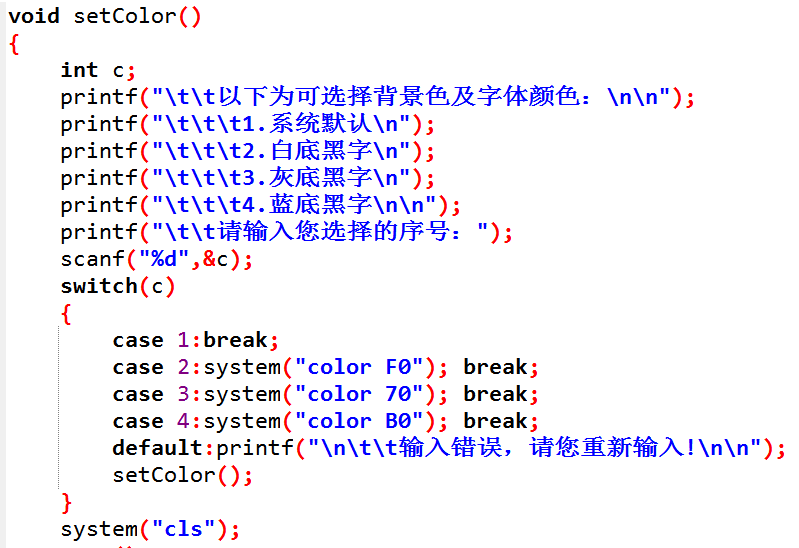 void setColor()
{
int c;
printf("\t\t以下为可选择背景色及字体颜色：\n\n");
printf("\t\t\t1.系统默认\n");
printf("\t\t\t2.白底黑字\n");
printf("\t\t\t3.灰底黑字\n");
printf("\t\t\t4.蓝底黑字\n\n");
printf("\t\t请输入您选择的序号：");
scanf("%d",&c);
switch(c)
{
case 1:break;
case 2:system("color F0"); break;
case 3:system("color 70"); break;
case 4:system("color B0"); break;
default:printf("\n\t\t输入错误，请您重新输入!\n\n");
setColor();
}
system("cls");